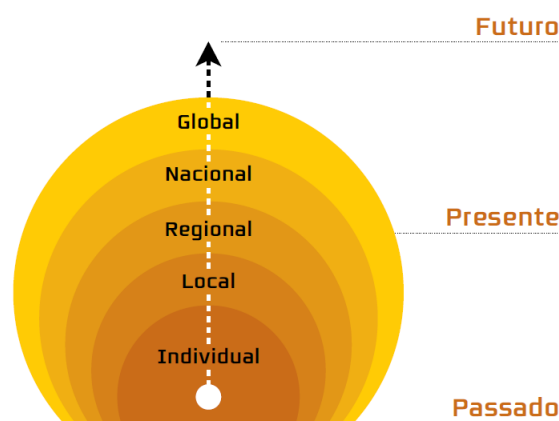 Futuro
Global
Nacional
Presente
Regional
Local
Individual
Passado